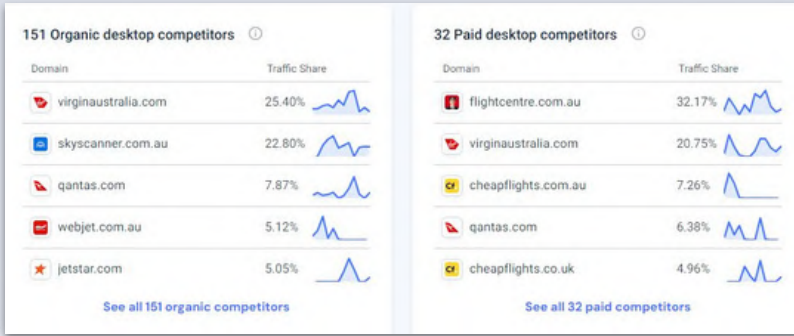 151 Organic desktop competitors
Domain Traffic Share
virginaustralia.com 25.40%
skyscanner.com.au 22.80%
qantas.com 7.87%
webjet.com.au 5.12%
jetstar.com 5.05%
See all 151 organic competitors
32 Paid desktop competitors
Domain Traffic Share
flightcentre.com.au 32.17%
virginaustralia.com 20.75%
cheapflights.com.au 7.26%
qantas.com 6.38%
cheapflights.co.uk 4.96%
See all 32 paid competitors